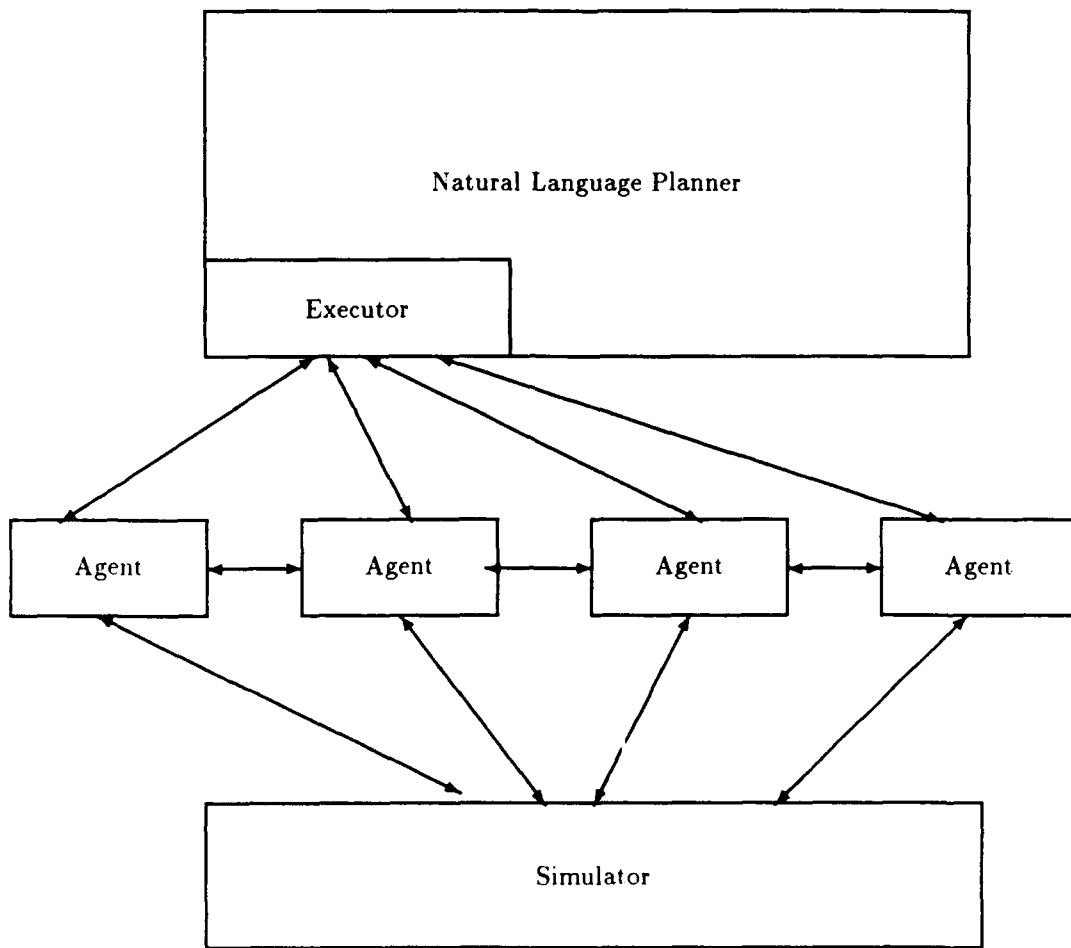 Natural Language Planner
Executor
Agent
Agent
Agent
Agent
Simulator